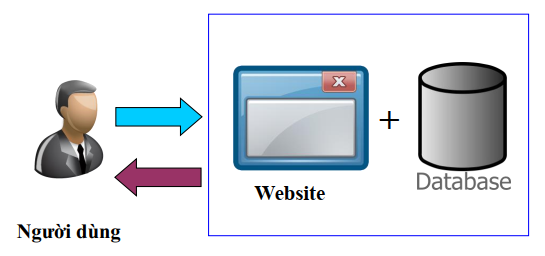 +
Database
Website
Người dùng